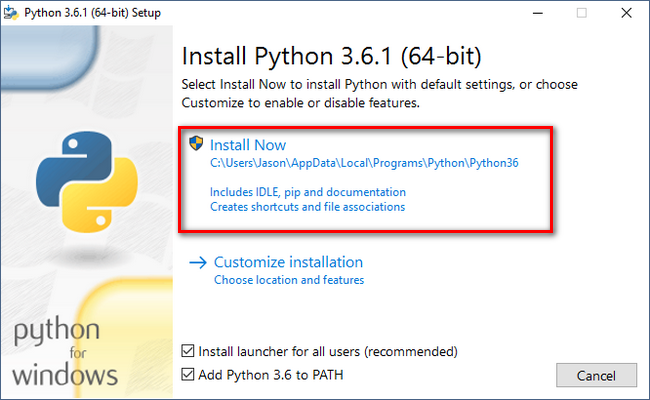 Python 3.6.1 (64-bit) Setup
Install Python 3.6.1 (64-bit)
Select Install Now to install Python with default settings, or choose
Customize to enable or disable features.
Install Now
C:\Users\Jason\AppData\Local\Programs\Python\Python36
Includes IDLE, pip and documentation
Creates shortcuts and file associations
Customize installation
Choose location and features
python
for
windows
Install launcher for all users (recommended)
Add Python 3.6 to PATH
Cancel